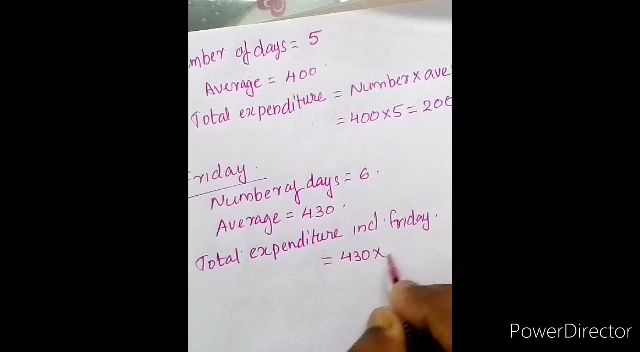 mber of days = 5
Average = 400
Total expenditure = Number x ave
= 400 x 5 = 200
Friday.
Number of days = 6.
Average = 430.
Total expenditure incl. friday.
= 430 x
PowerDirector